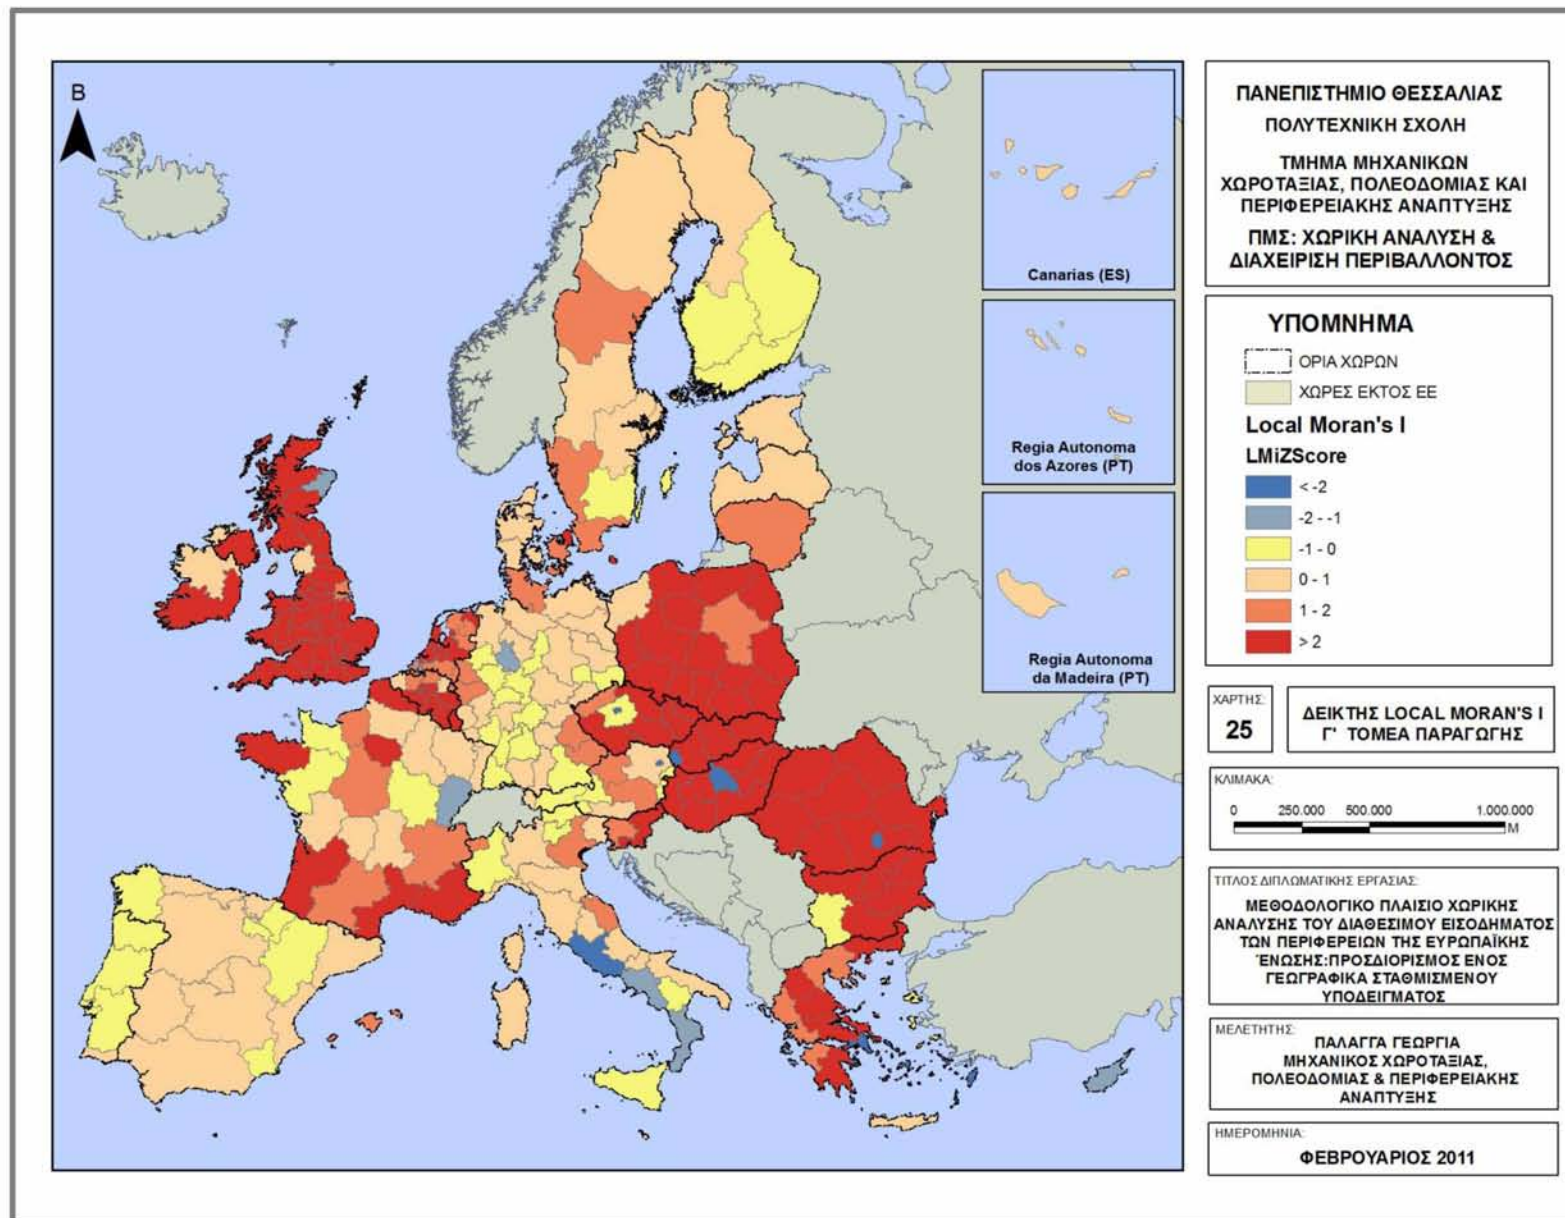 Β
Canarias (ES)
Regia Autonoma
dos Azores (PT)
Regia Autonoma
da Madeira (PT)
ΠΑΝΕΠΙΣΤΗΜΙΟ ΘΕΣΣΑΛΙΑΣ
ΠΟΛΥΤΕΧΝΙΚΗ ΣΧΟΛΗ
ΤΜΗΜΑ ΜΗΧΑΝΙΚΩΝ
ΧΩΡΟΤΑΞΙΑΣ, ΠΟΛΕΟΔΟΜΙΑΣ ΚΑΙ
ΠΕΡΙΦΕΡΕΙΑΚΗΣ ΑΝΑΠΤΥΞΗΣ
ΠΜΣ: ΧΩΡΙΚΗ ΑΝΑΛΥΣΗ &
ΔΙΑΧΕΙΡΙΣΗ ΠΕΡΙΒΑΛΛΟΝΤΟΣ
ΥΠΟΜΝΗΜΑ
ΟΡΙΑ ΧΩΡΩΝ
ΧΩΡΕΣ ΕΚΤΟΣ ΕΕ
Local Moran's I
LMiZScore
< -2
-2 - -1
-1 - 0
0 - 1
1 - 2
> 2
ΧΑΡΤΗΣ:
25
ΔΕΙΚΤΗΣ LOCAL MORAN'S I
Γ' ΤΟΜΕΑ ΠΑΡΑΓΩΓΗΣ
ΚΛΙΜΑΚΑ:
0 250.000 500.000 1.000.000
M
ΤΙΤΛΟΣ ΔΙΠΛΩΜΑΤΙΚΗΣ ΕΡΓΑΣΙΑΣ:
ΜΕΘΟΔΟΛΟΓΙΚΟ ΠΛΑΙΣΙΟ ΧΩΡΙΚΗΣ
ΑΝΑΛΥΣΗΣ ΤΟΥ ΔΙΑΘΕΣΙΜΟΥ ΕΙΣΟΔΗΜΑΤΟΣ
ΤΩΝ ΠΕΡΙΦΕΡΕΙΩΝ ΤΗΣ ΕΥΡΩΠΑΪΚΗΣ
ΈΝΩΣΗΣ:ΠΡΟΣΔΙΟΡΙΣΜΟΣ ΕΝΟΣ
ΓΕΩΓΡΑΦΙΚΑ ΣΤΑΘΜΙΣΜΕΝΟΥ
ΥΠΟΔΕΙΓΜΑΤΟΣ
ΜΕΛΕΤΗΤΗΣ:
ΠΑΛΑΓΓΑ ΓΕΩΡΓΙΑ
ΜΗΧΑΝΙΚΟΣ ΧΩΡΟΤΑΞΙΑΣ,
ΠΟΛΕΟΔΟΜΙΑΣ & ΠΕΡΙΦΕΡΕΙΑΚΗΣ
ΑΝΑΠΤΥΞΗΣ
ΗΜΕΡΟΜΗΝΙΑ:
ΦΕΒΡΟΥΑΡΙΟΣ 2011